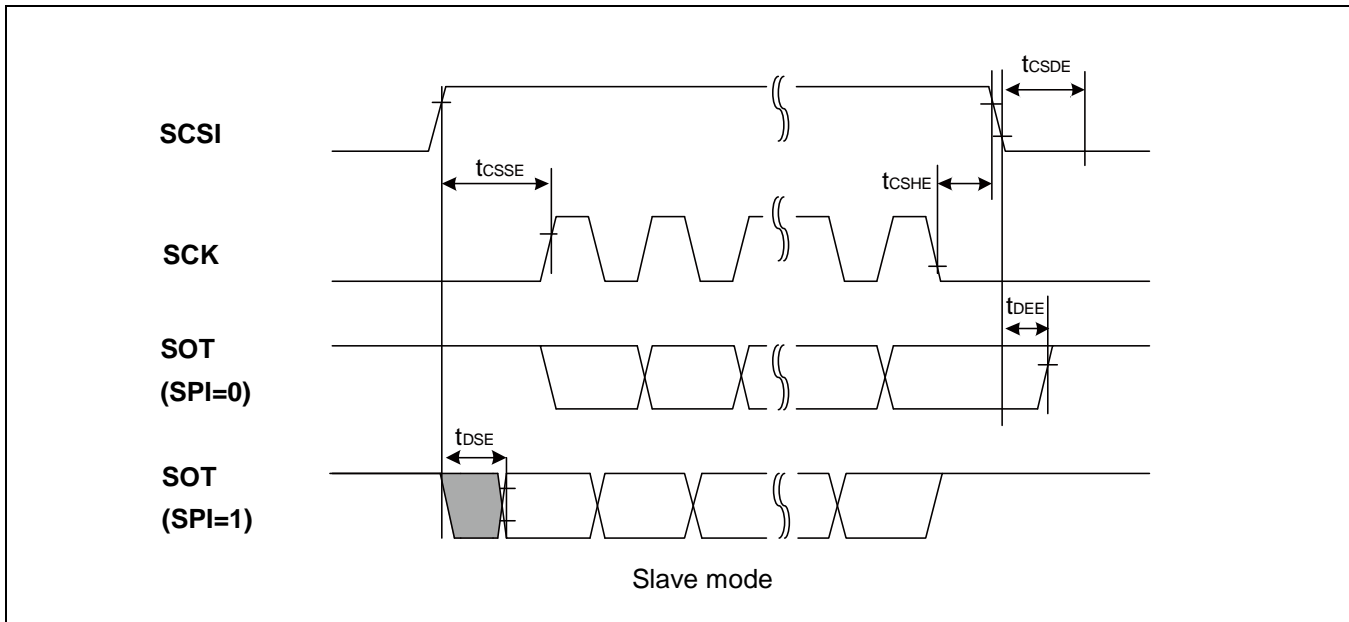 tCSDE
SCSI
tCSSE
tCSHE
SCK
tDEE
SOT
(SPI=0)
tDSE
SOT
(SPI=1)
Slave mode